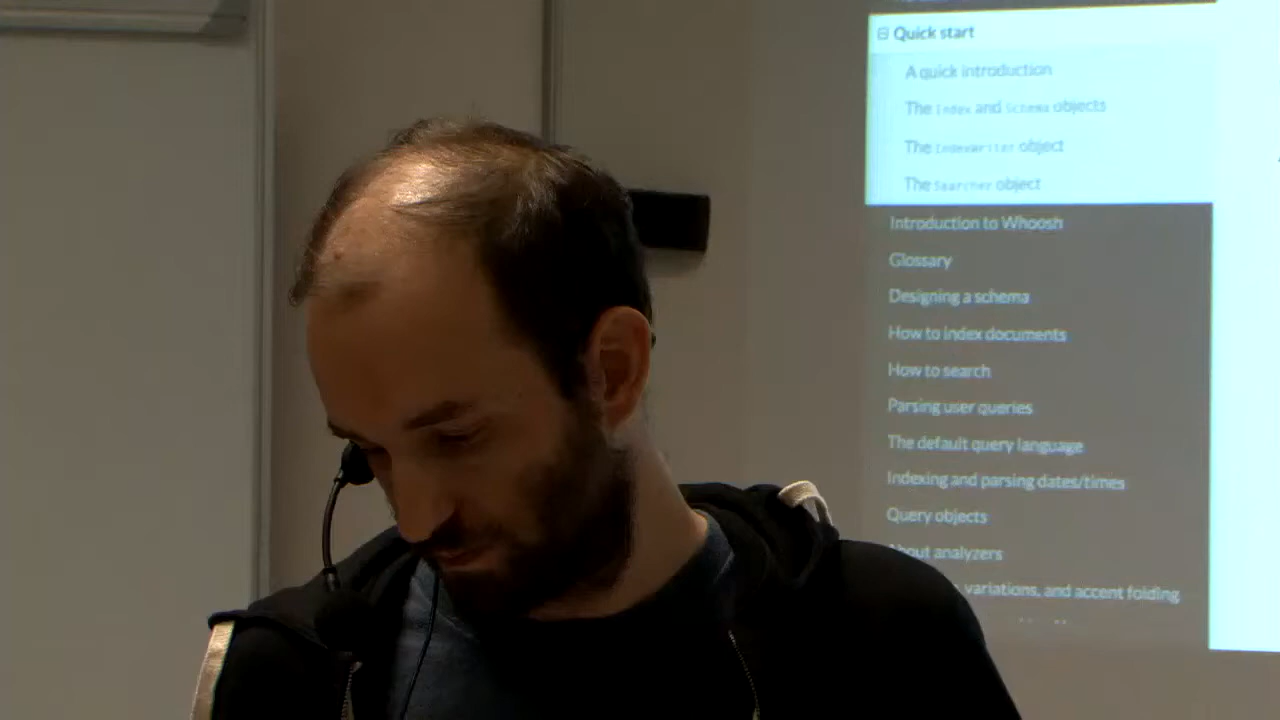 Quick start
A quick introduction
The Index and Schema objects
The IndexWriter object
The Searcher object
Introduction to Whoosh
Glossary
Designing a schema
How to index documents
How to search
Parsing user queries
The default query language
Indexing and parsing dates/times
Query objects
About analyzers
variations, and accent folding